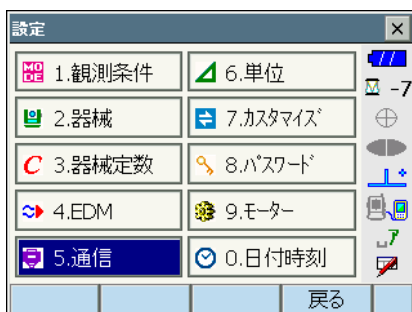 設定
1.観測条件
6.単位
2.器械
7.ｶｽﾀﾏｲｽﾞ
3.器械定数
8.ﾊﾟｽﾜｰﾄﾞ
4.EDM
9.ﾓｰﾀｰ
5.通信
0.日付時刻
-7
ｱ
戻る